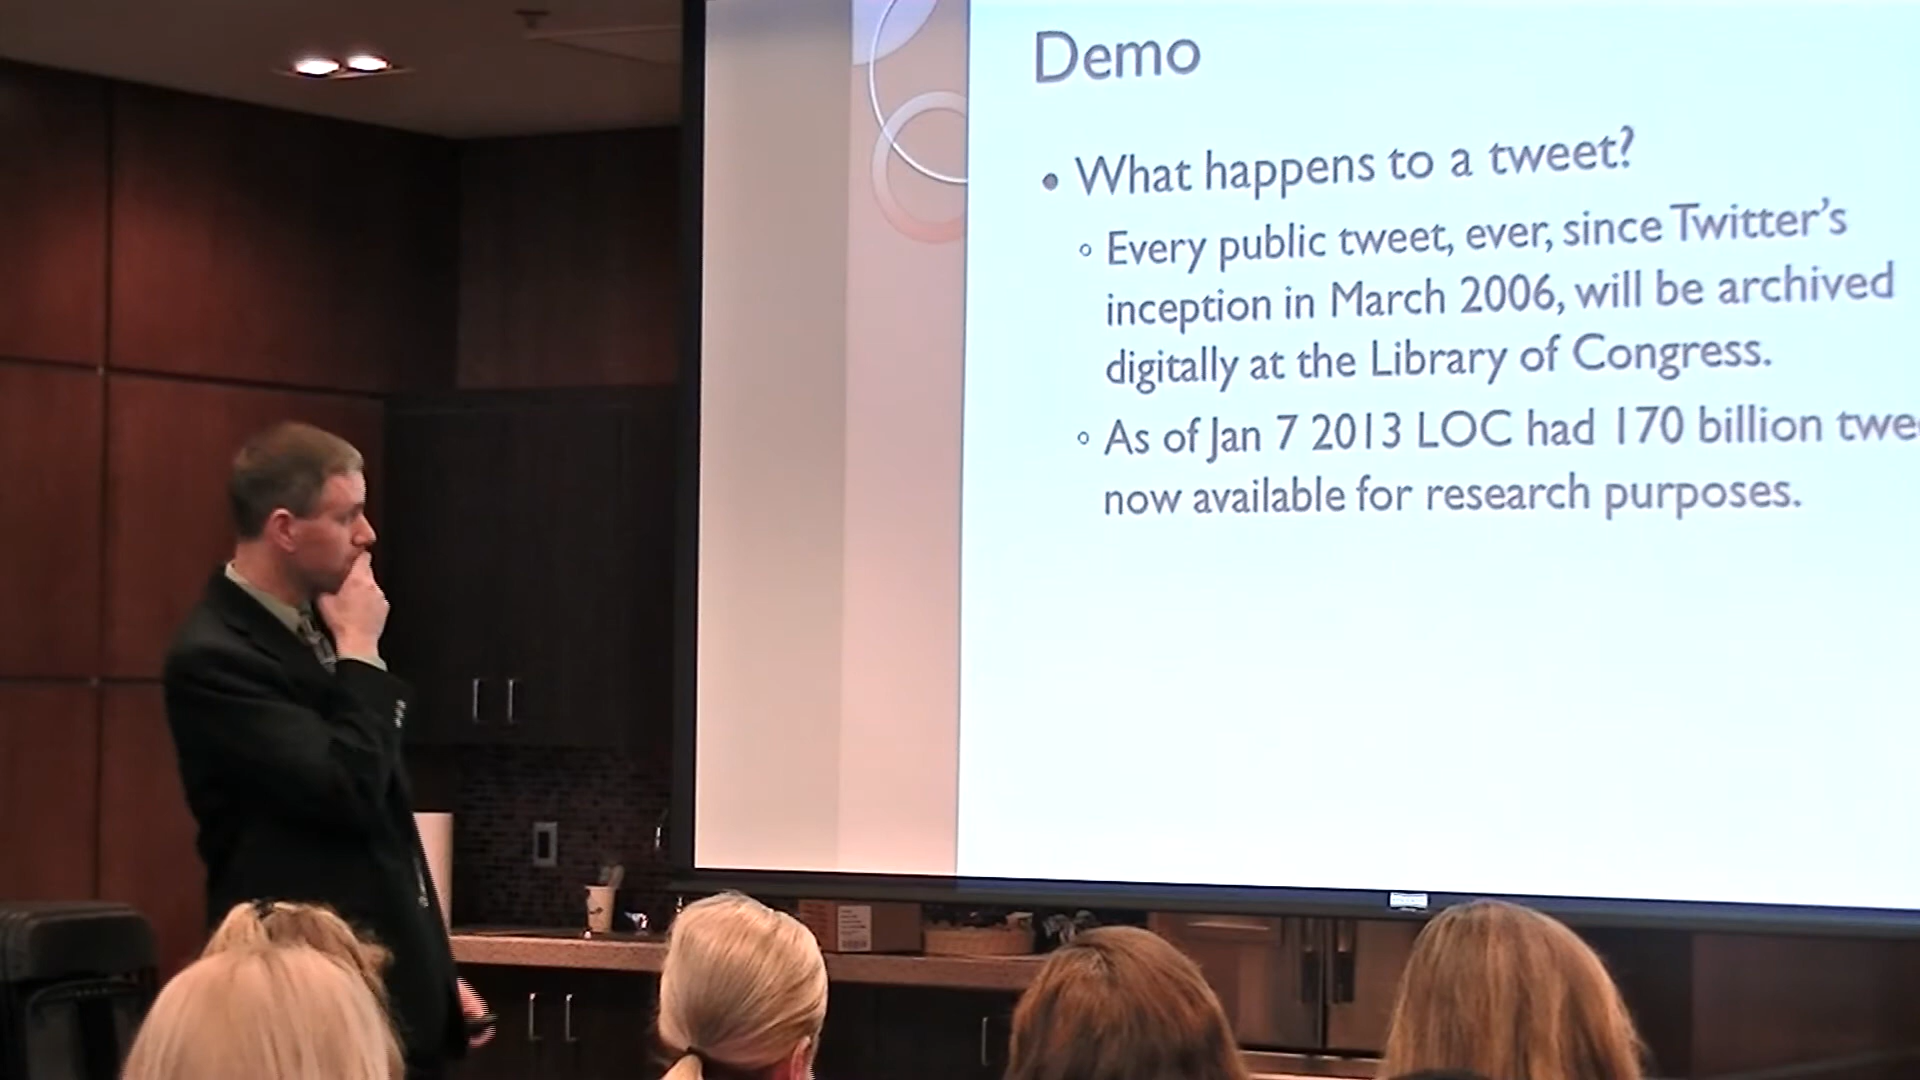 Demo
• What happens to a tweet?
◦ Every public tweet, ever, since Twitter's
inception in March 2006, will be archived
digitally at the Library of Congress.
◦ As of Jan 7 2013 LOC had 170 billion twe
now available for research purposes.